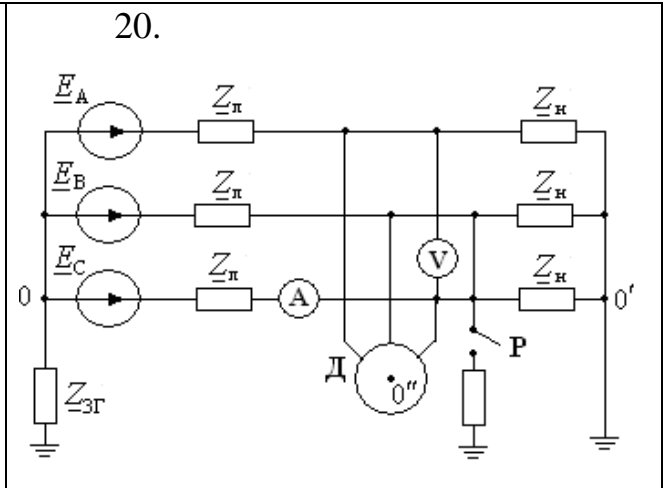 20.
E_A Z_л Z_н
E_B Z_л Z_н
V
E_C Z_л Z_н
0 A 0′
P
Д 0″
Z_ЗГ